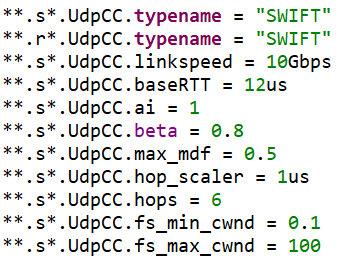 **.s*.UdpCC.typename = "SWIFT"
**.r*.UdpCC.typename = "SWIFT"
**.s*.UdpCC.linkspeed = 10Gbps
**.s*.UdpCC.baseRTT = 12us
**.s*.UdpCC.ai = 1
**.s*.UdpCC.beta = 0.8
**.s*.UdpCC.max_mdf = 0.5
**.s*.UdpCC.hop_scaler = 1us
**.s*.UdpCC.hops = 6
**.s*.UdpCC.fs_min_cwnd = 0.1
**.s*.UdpCC.fs_max_cwnd = 100